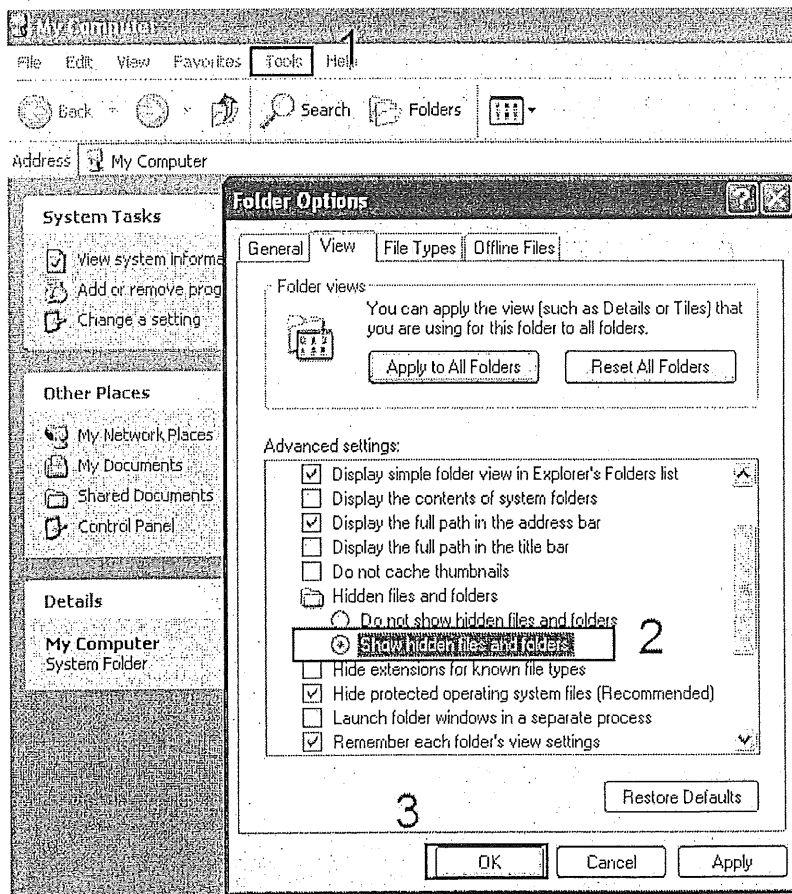 My Computer
1
File Edit View Favorites Tools Help
Back Search Folders
Address My Computer
System Tasks
View system informa
Add or remove prog
Change a setting
Other Places
My Network Places
My Documents
Shared Documents
Control Panel
Details
My Computer
System Folder
Folder Options
General View File Types Offline Files
Folder views
You can apply the view (such as Details or Tiles) that
you are using for this folder to all folders.
Apply to All Folders Reset All Folders
Advanced settings:
Display simple folder view in Explorer's Folders list
Display the contents of system folders
Display the full path in the address bar
Display the full path in the title bar
Do not cache thumbnails
Hidden files and folders
Do not show hidden files and folders
Show hidden files and folders
2
Hide extensions for known file types
Hide protected operating system files (Recommended)
Launch folder windows in a separate process
Remember each folder's view settings
Restore Defaults
3
OK Cancel Apply